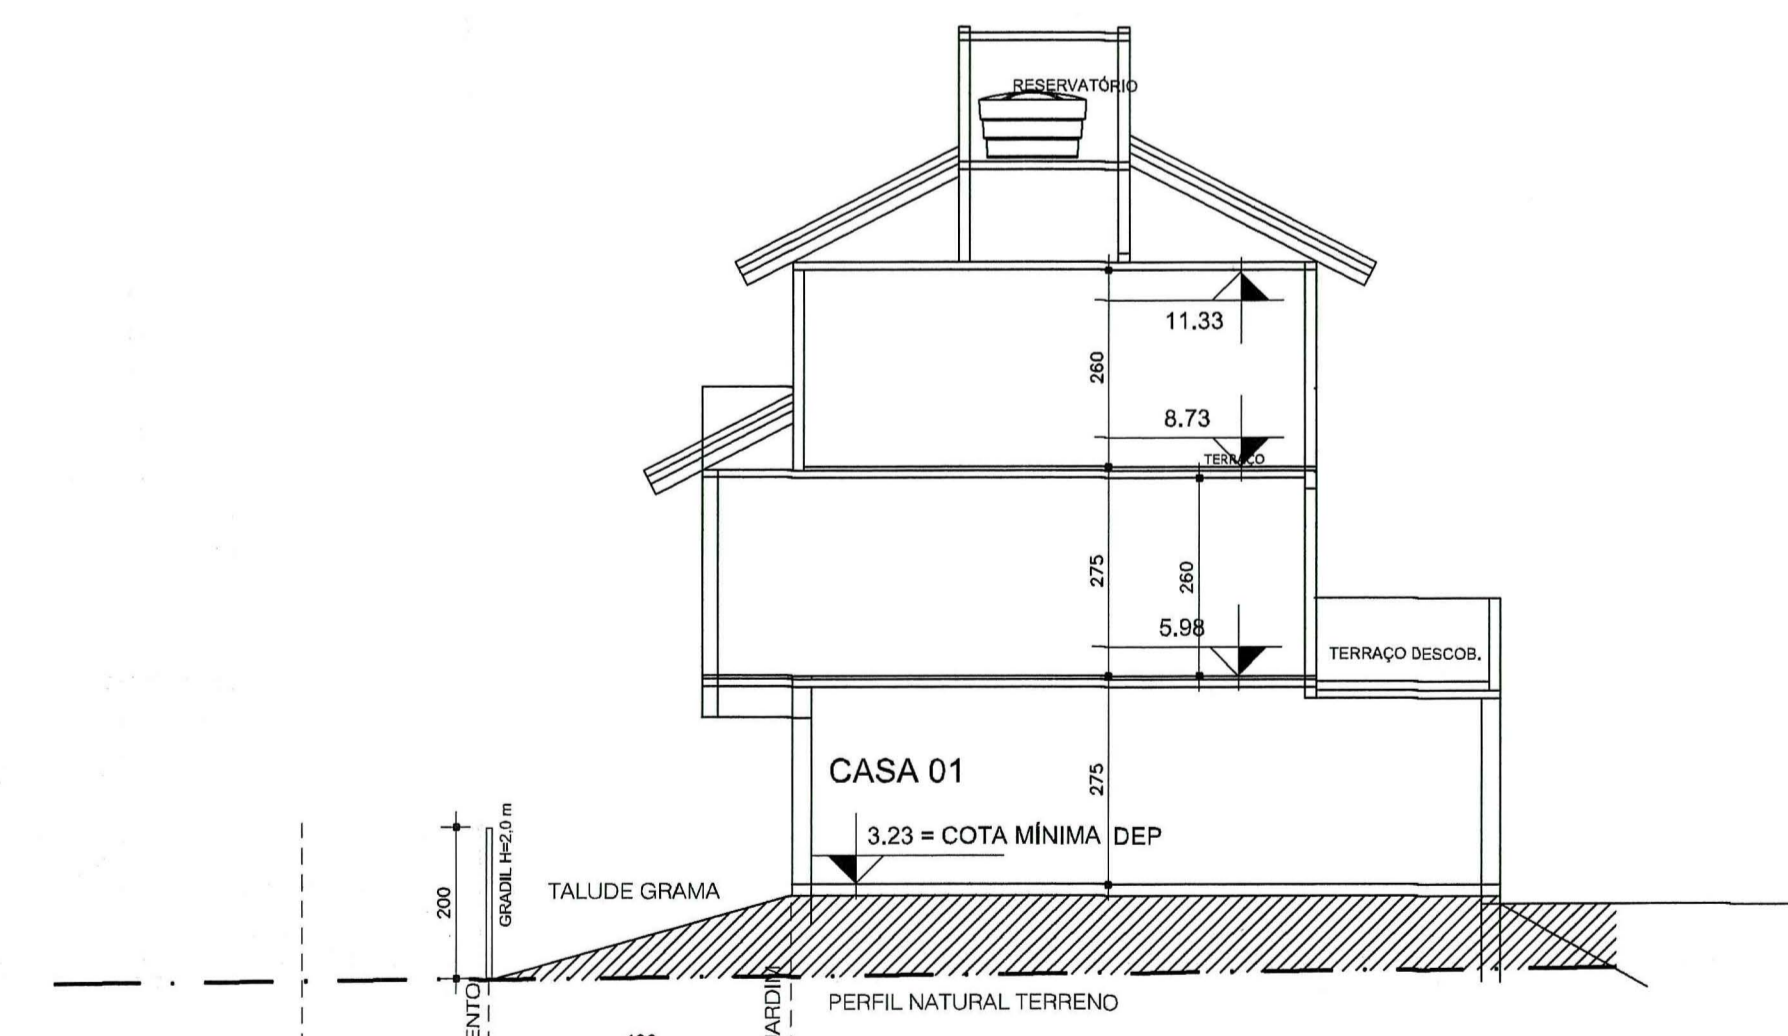 RESERVATÓRIO
11.33
260
8.73
TERRAÇO
275
260
5.98
TERRAÇO DESCOB.
CASA 01
275
3.23 = COTA MÍNIMA DEP
GRADIL H=2,0 m
200
TALUDE GRAMA
PERFIL NATURAL TERRENO